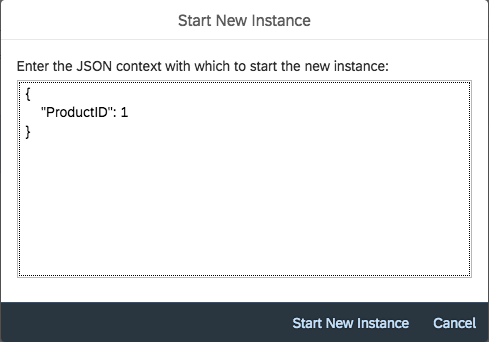 Start New Instance
Enter the JSON context with which to start the new instance:
{
"ProductID": 1
}
Start New Instance Cancel